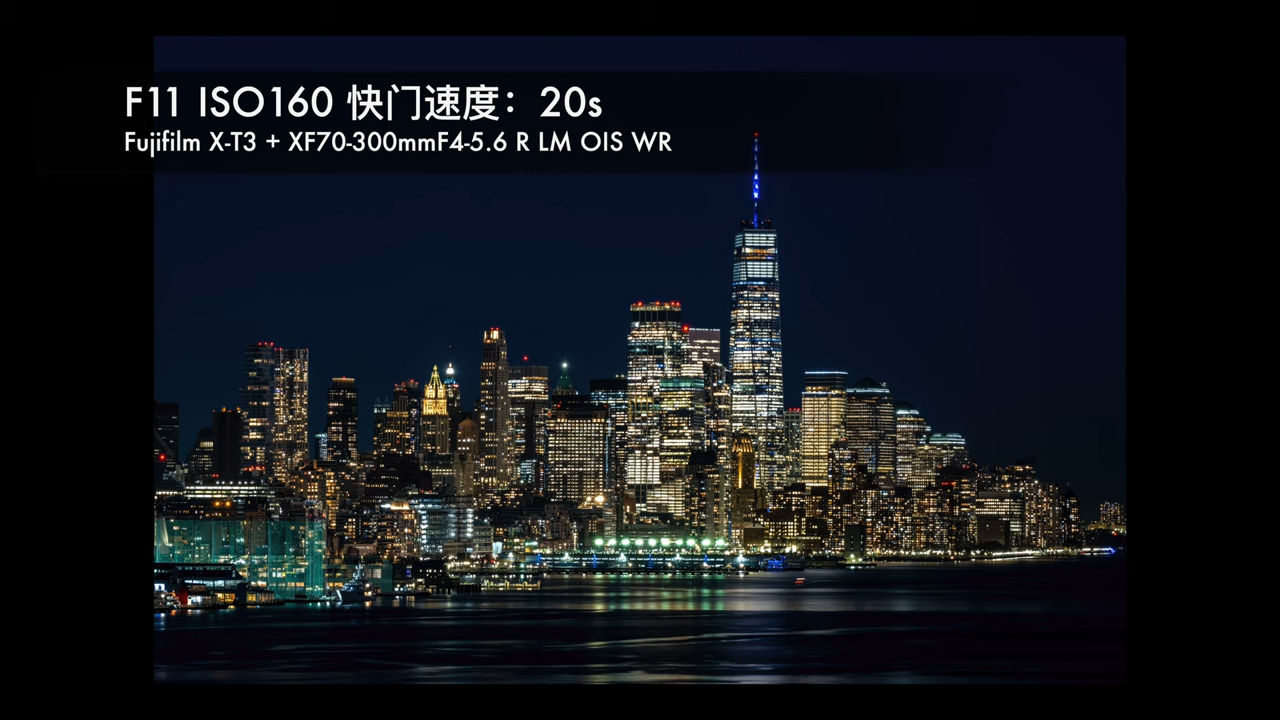 F11 ISO160 快门速度：20s
Fujifilm X-T3 + XF70-300mmF4-5.6 R LM OIS WR